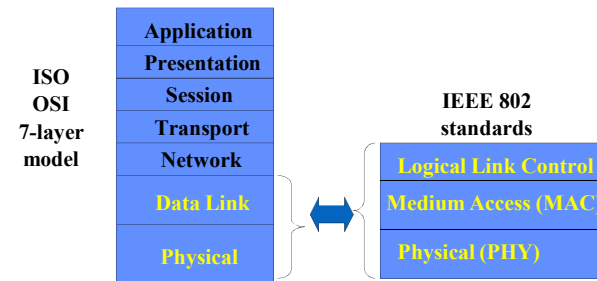 ISO
OSI
7-layer
model
Application
Presentation
Session
Transport
Network
Data Link
Physical
IEEE 802
standards
Logical Link Control
Medium Access (MAC)
Physical (PHY)